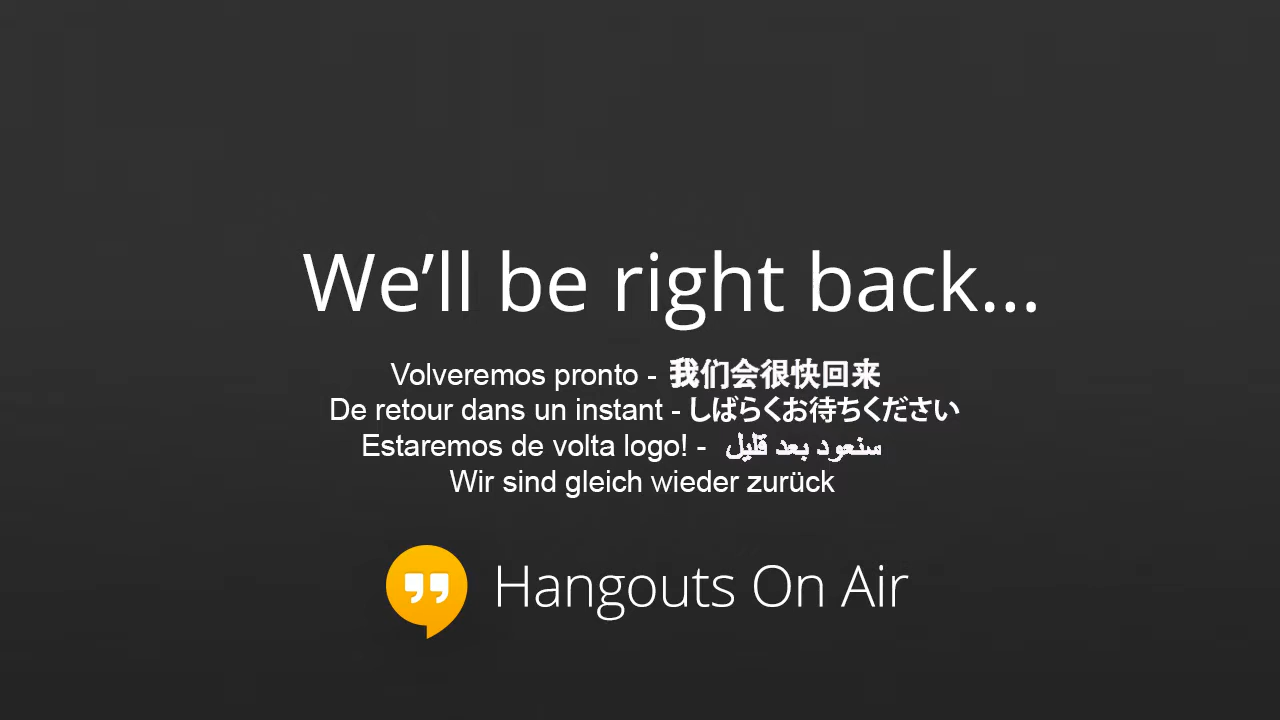 We’ll be right back...
Volveremos pronto - 我们会很快回来
De retour dans un instant - しばらくお待ちください
Estaremos de volta logo! - سنعود بعد قليل
Wir sind gleich wieder zurück
Hangouts On Air